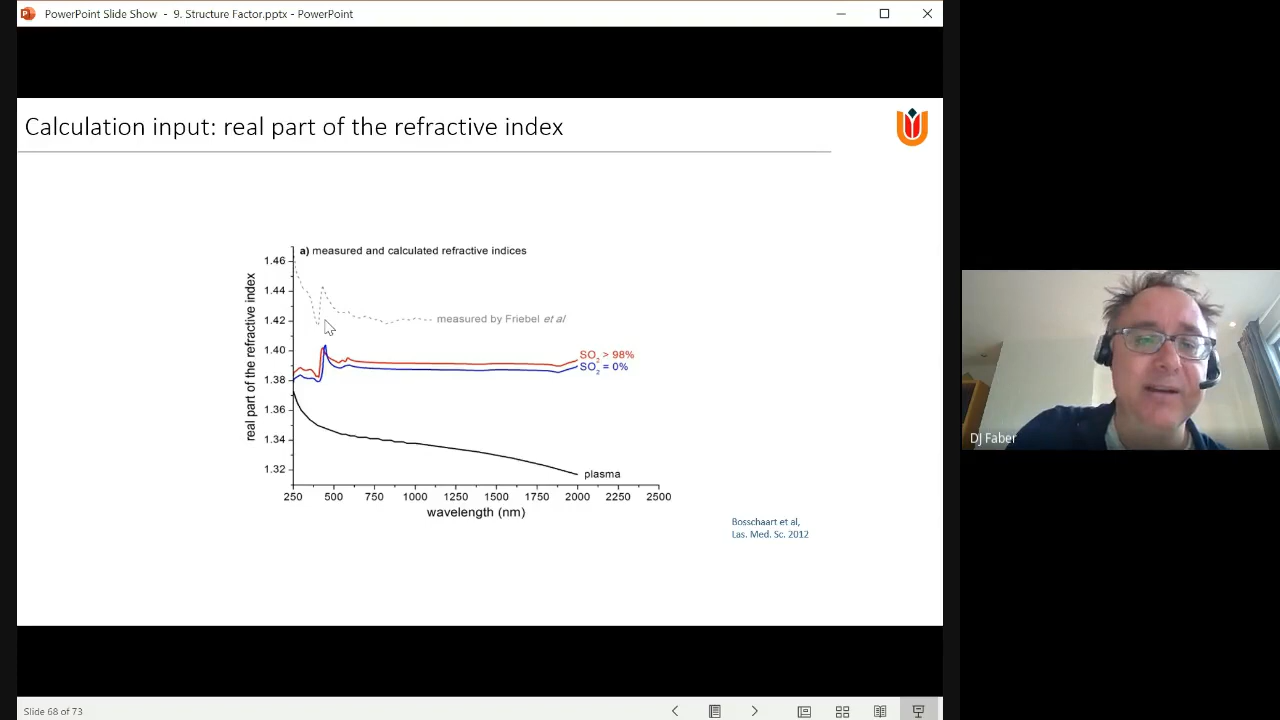 PowerPoint Slide Show - 9. Structure Factor.pptx - PowerPoint
Calculation input: real part of the refractive index
a) measured and calculated refractive indices
real part of the refractive index
1.46
1.44
1.42
1.40
1.38
1.36
1.34
1.32
measured by Friebel et al
SO2 > 98%
SO2 = 0%
plasma
250 500 750 1000 1250 1500 1750 2000 2250 2500
wavelength (nm)
Bosschaart et al,
Las. Med. Sc. 2012
DJ Faber
Slide 68 of 73